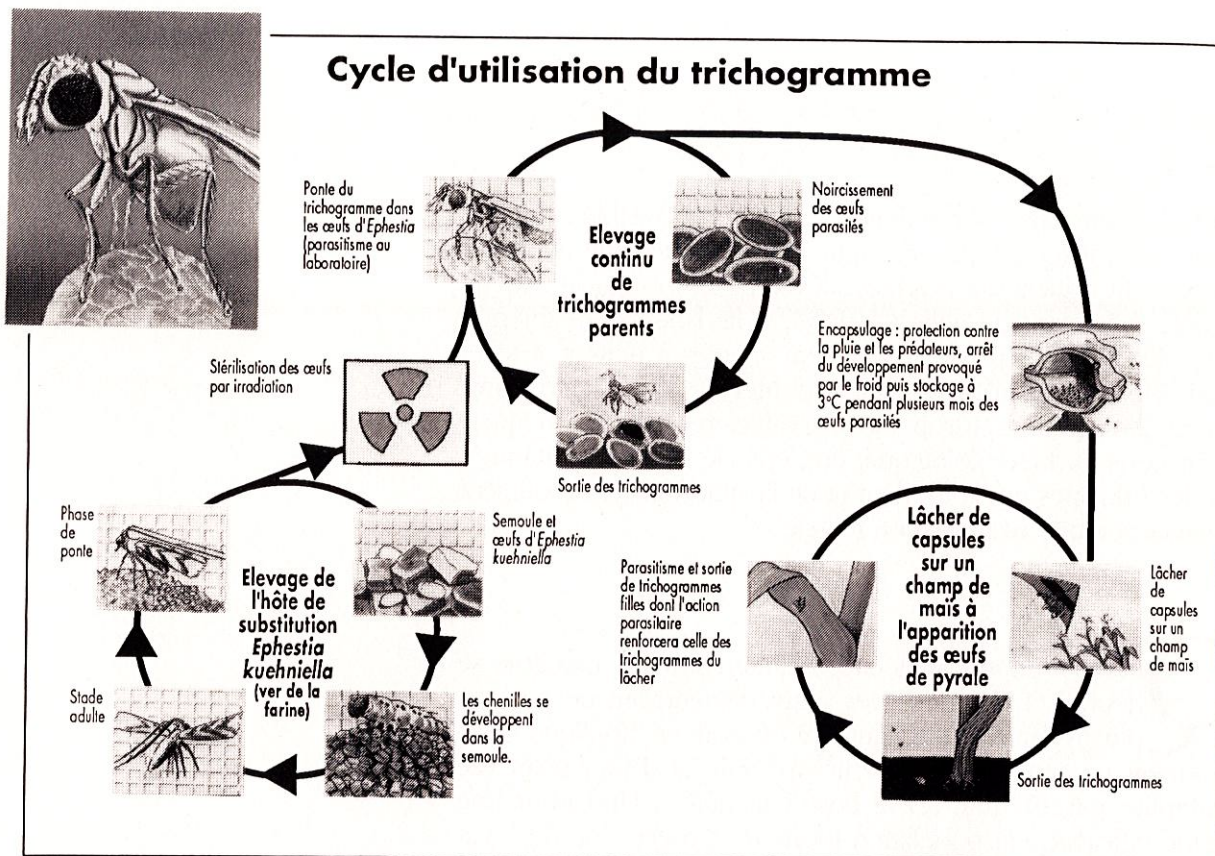 Cycle d'utilisation du trichogramme
Ponte du
trichogramme dans
les œufs d'Ephestia
(parasitisme au
laboratoire)
Elevage
continu
de
trichogrammes
parents
Noircissement
des œufs
parasités
Sortie des trichogrammes
Stérilisation des œufs
par irradiation
Encapsulage : protection contre
la pluie et les prédateurs, arrêt
du développement provoqué
par le froid puis stockage à
3°C pendant plusieurs mois des
œufs parasités
Phase
de
ponte
Elevage de
l'hôte de
substitution
Ephestia
kuehniella
(ver de la
farine)
Semoule et
œufs d'Ephestia
kuehniella
Les chenilles se
développent
dans la
semoule.
Stade
adulte
Lâcher de
capsules
sur un
champ de
maïs à
l'apparition
des œufs
de pyrale
Lâcher
de
capsules
sur un
champ
de maïs
Sortie des trichogrammes
Parasitisme et sortie
de trichogrammes
filles dont l'action
parasitaire
renforcera celle des
trichogrammes du
lâcher